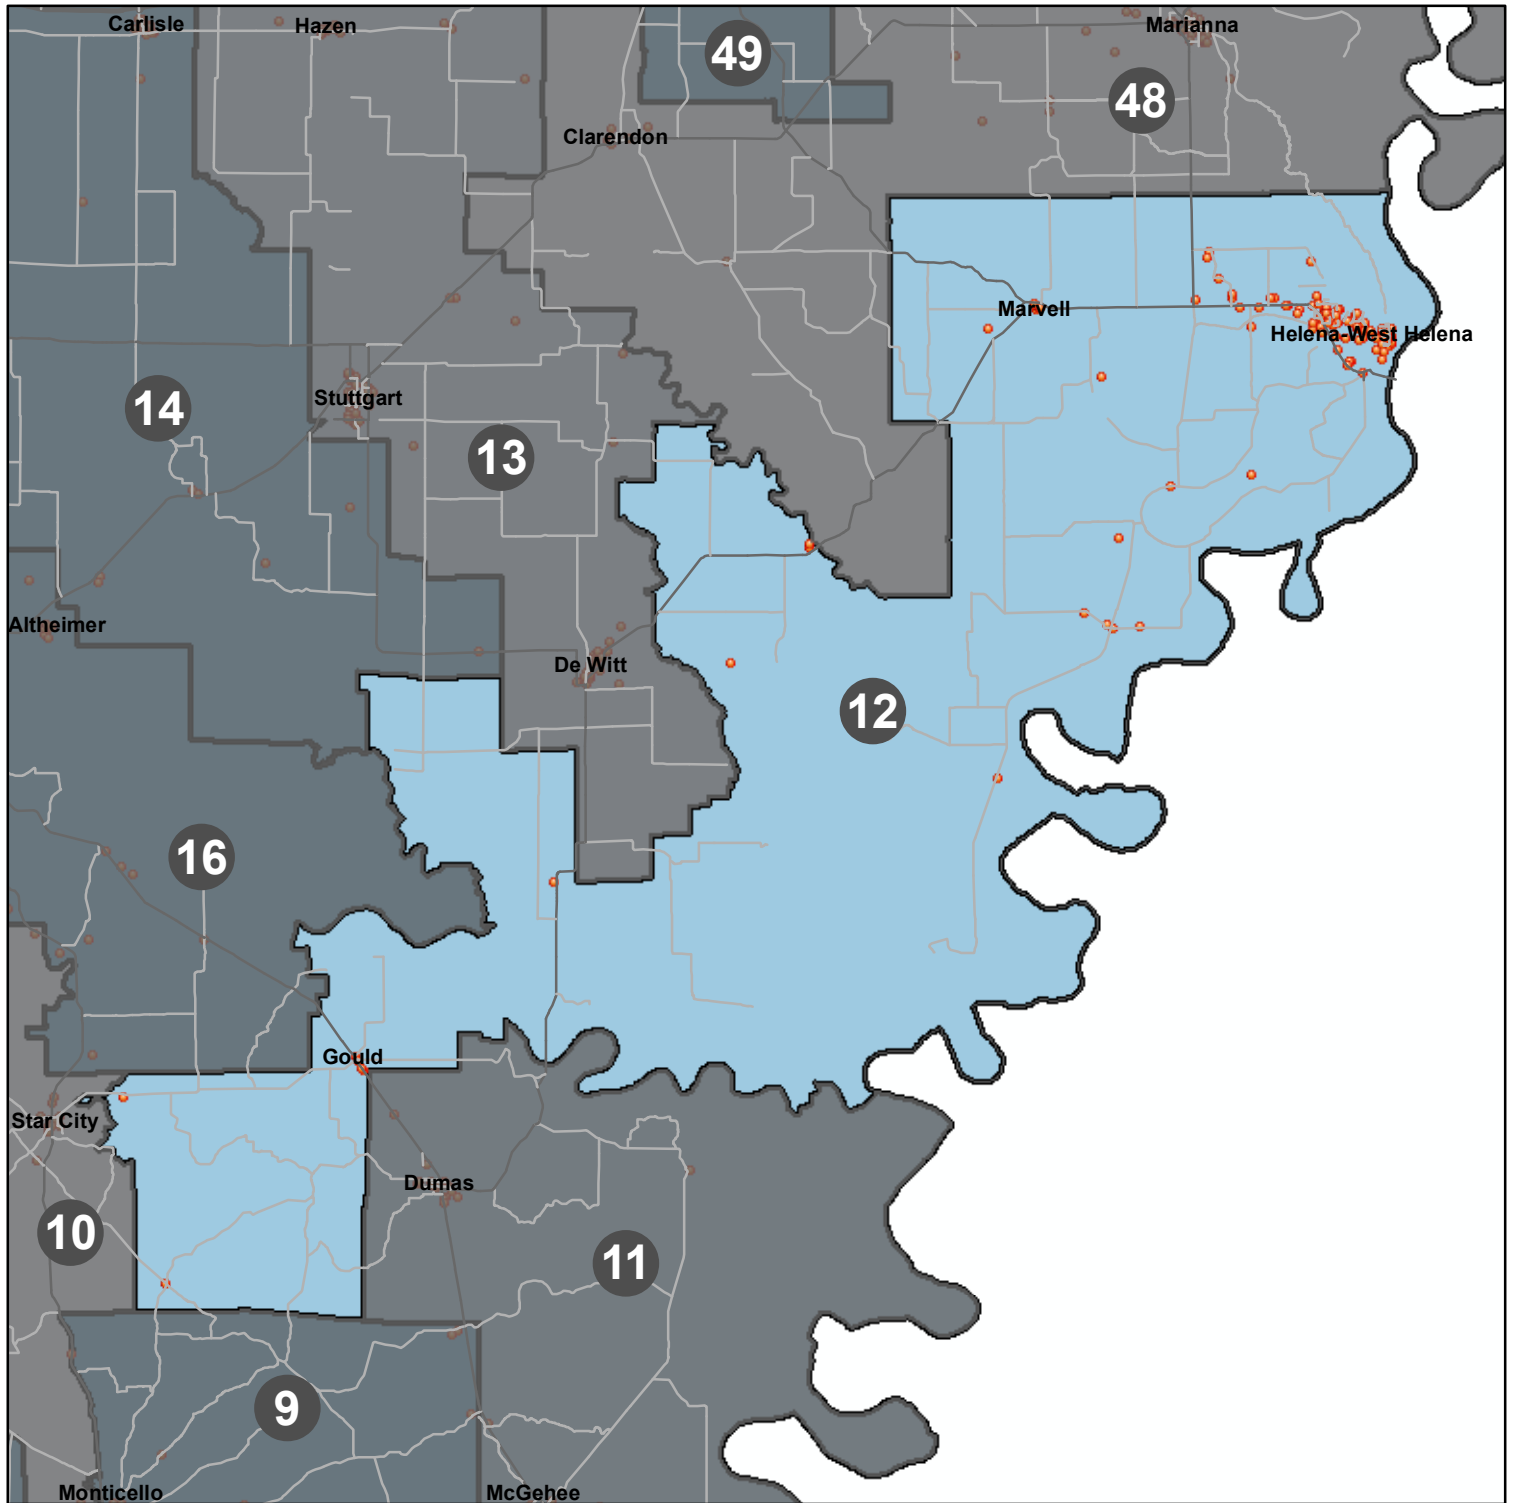 Carlisle
Hazen
49
Marianna
48
Clarendon
Marvell
Helena-West Helena
14
Stuttgart
13
Altheimer
De Witt
12
16
Gould
Star City
Dumas
10
11
9
Monticello
McGehee